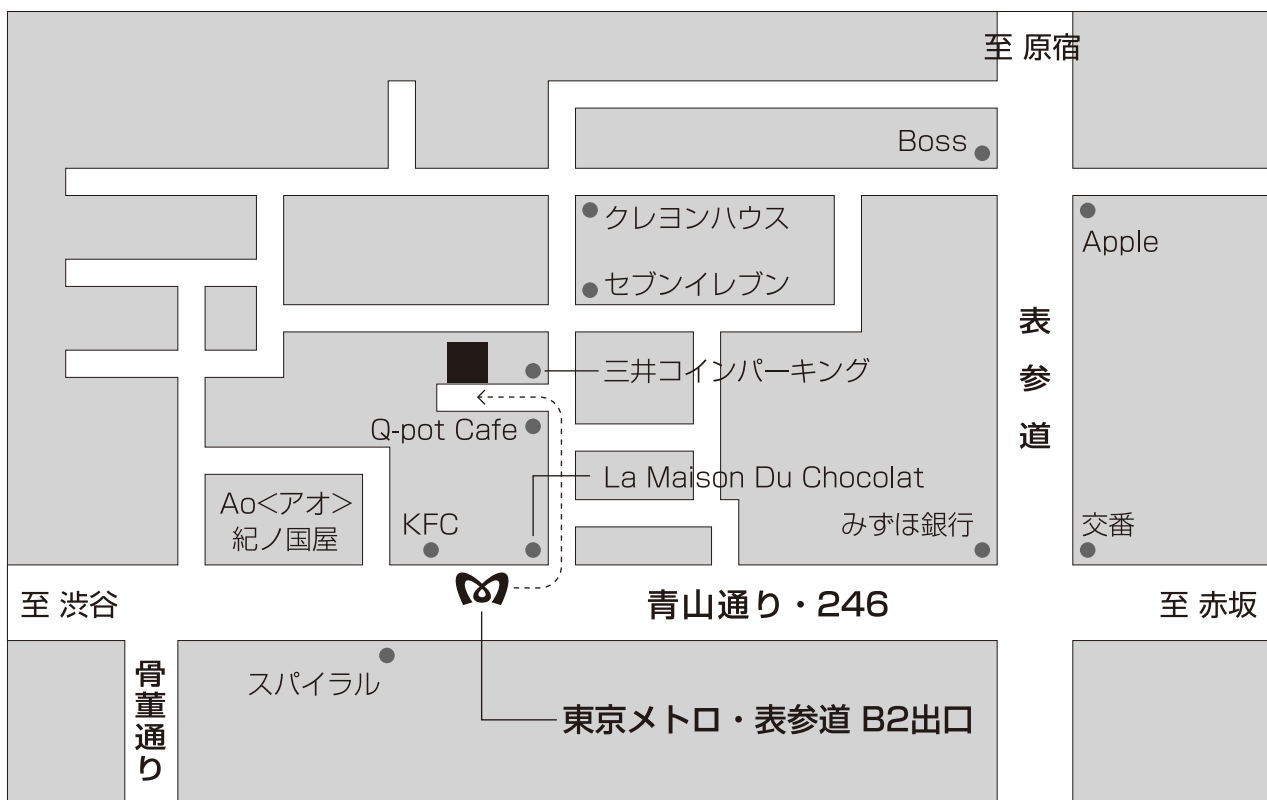 至 原宿
Boss
クレヨンハウス
Apple
セブンイレブン
表参道
三井コインパーキング
Q-pot Cafe
La Maison Du Chocolat
Ao<アオ>
紀ノ国屋
KFC
みずほ銀行
交番
至 渋谷
青山通り・246
至 赤坂
骨董通り
スパイラル
東京メトロ・表参道 B2出口